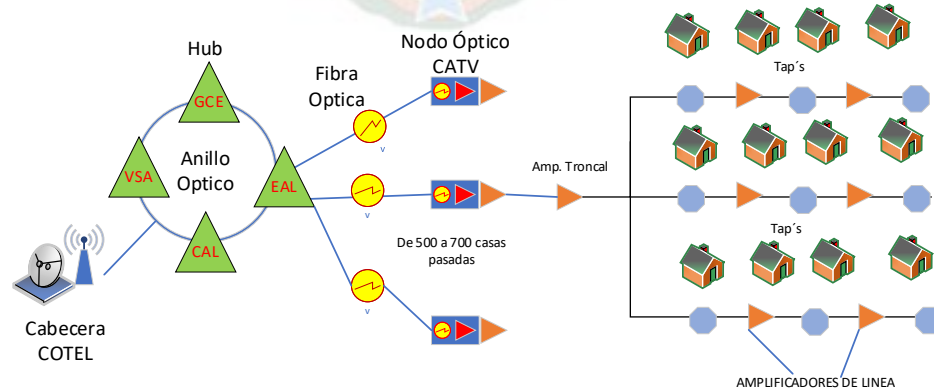 Hub
GCE
VSA
Anillo
Optico
EAL
CAL
Cabecera
COTEL
Fibra
Optica
v
v
v
Nodo Óptico
CATV
De 500 a 700 casas
pasadas
Amp. Troncal
Tap´s
Tap´s
AMPLIFICADORES DE LINEA